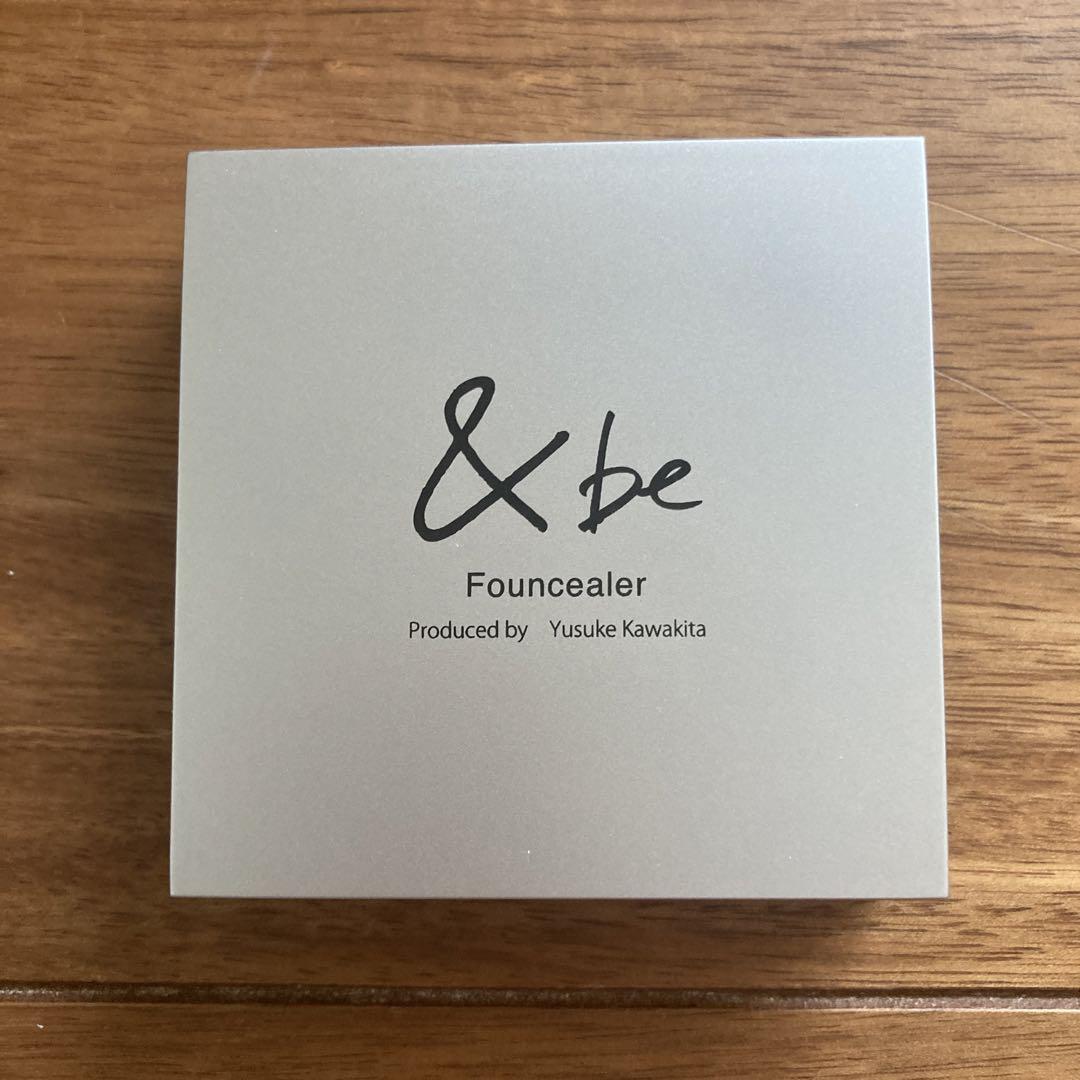 & be
Founcealer
Produced by Yusuke Kawakita